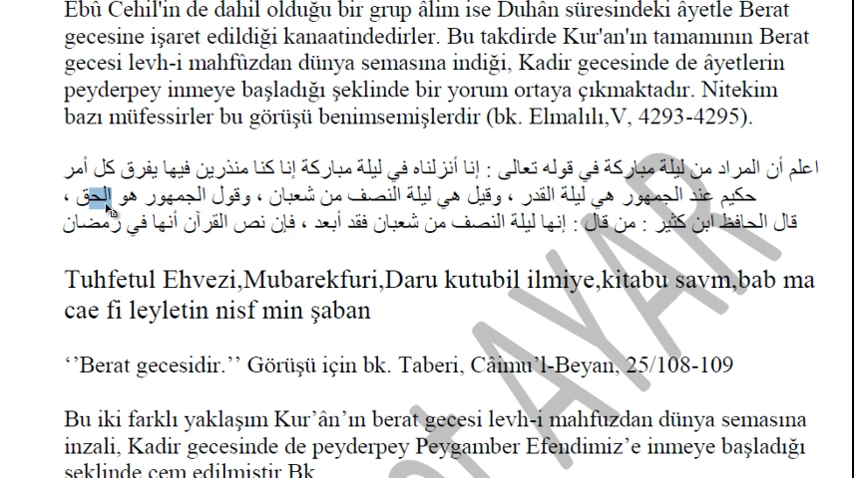 Ebû Cehil'in de dahil olduğu bir grup âlim ise Duhân sûresindeki âyetle Berat
gecesine işaret edildiği kanaatindedirler. Bu takdirde Kur'an'ın tamamının Berat
gecesi levh-i mahfûzdan dünya semasına indiği, Kadir gecesinde de âyetlerin
peyderpey inmeye başladığı şeklinde bir yorum ortaya çıkmaktadır. Nitekim
bazı müfessirler bu görüşü benimsemişlerdir (bk. Elmalılı,V, 4293-4295).
اعلم أن المراد من ليلة مباركة في قوله تعالى : إنا أنزلناه في ليلة مباركة إنا كنا منذرين فيها يفرق كل أمر
حكيم عند الجمهور هي ليلة القدر ، وقيل هي ليلة النصف من شعبان ، وقول الجمهور هو الحق ،
قال الحافظ ابن كثير : من قال : إنها ليلة النصف من شعبان فقد أبعد ، فإن نص القرآن أنها في رمضان
Tuhfetul Ehvezi,Mubarekfuri,Daru kutubil ilmiye,kitabu savm,bab ma
cae fi leyletin nisf min şaban
‘’Berat gecesidir.’’ Görüşü için bk. Taberi, Câimu’l-Beyan, 25/108-109
Bu iki farklı yaklaşım Kur’ân’ın berat gecesi levh-i mahfuzdan dünya semasına
inzali, Kadir gecesinde de peyderpey Peygamber Efendimiz’e inmeye başladığı
şeklinde cem edilmiştir Bk
AYAR